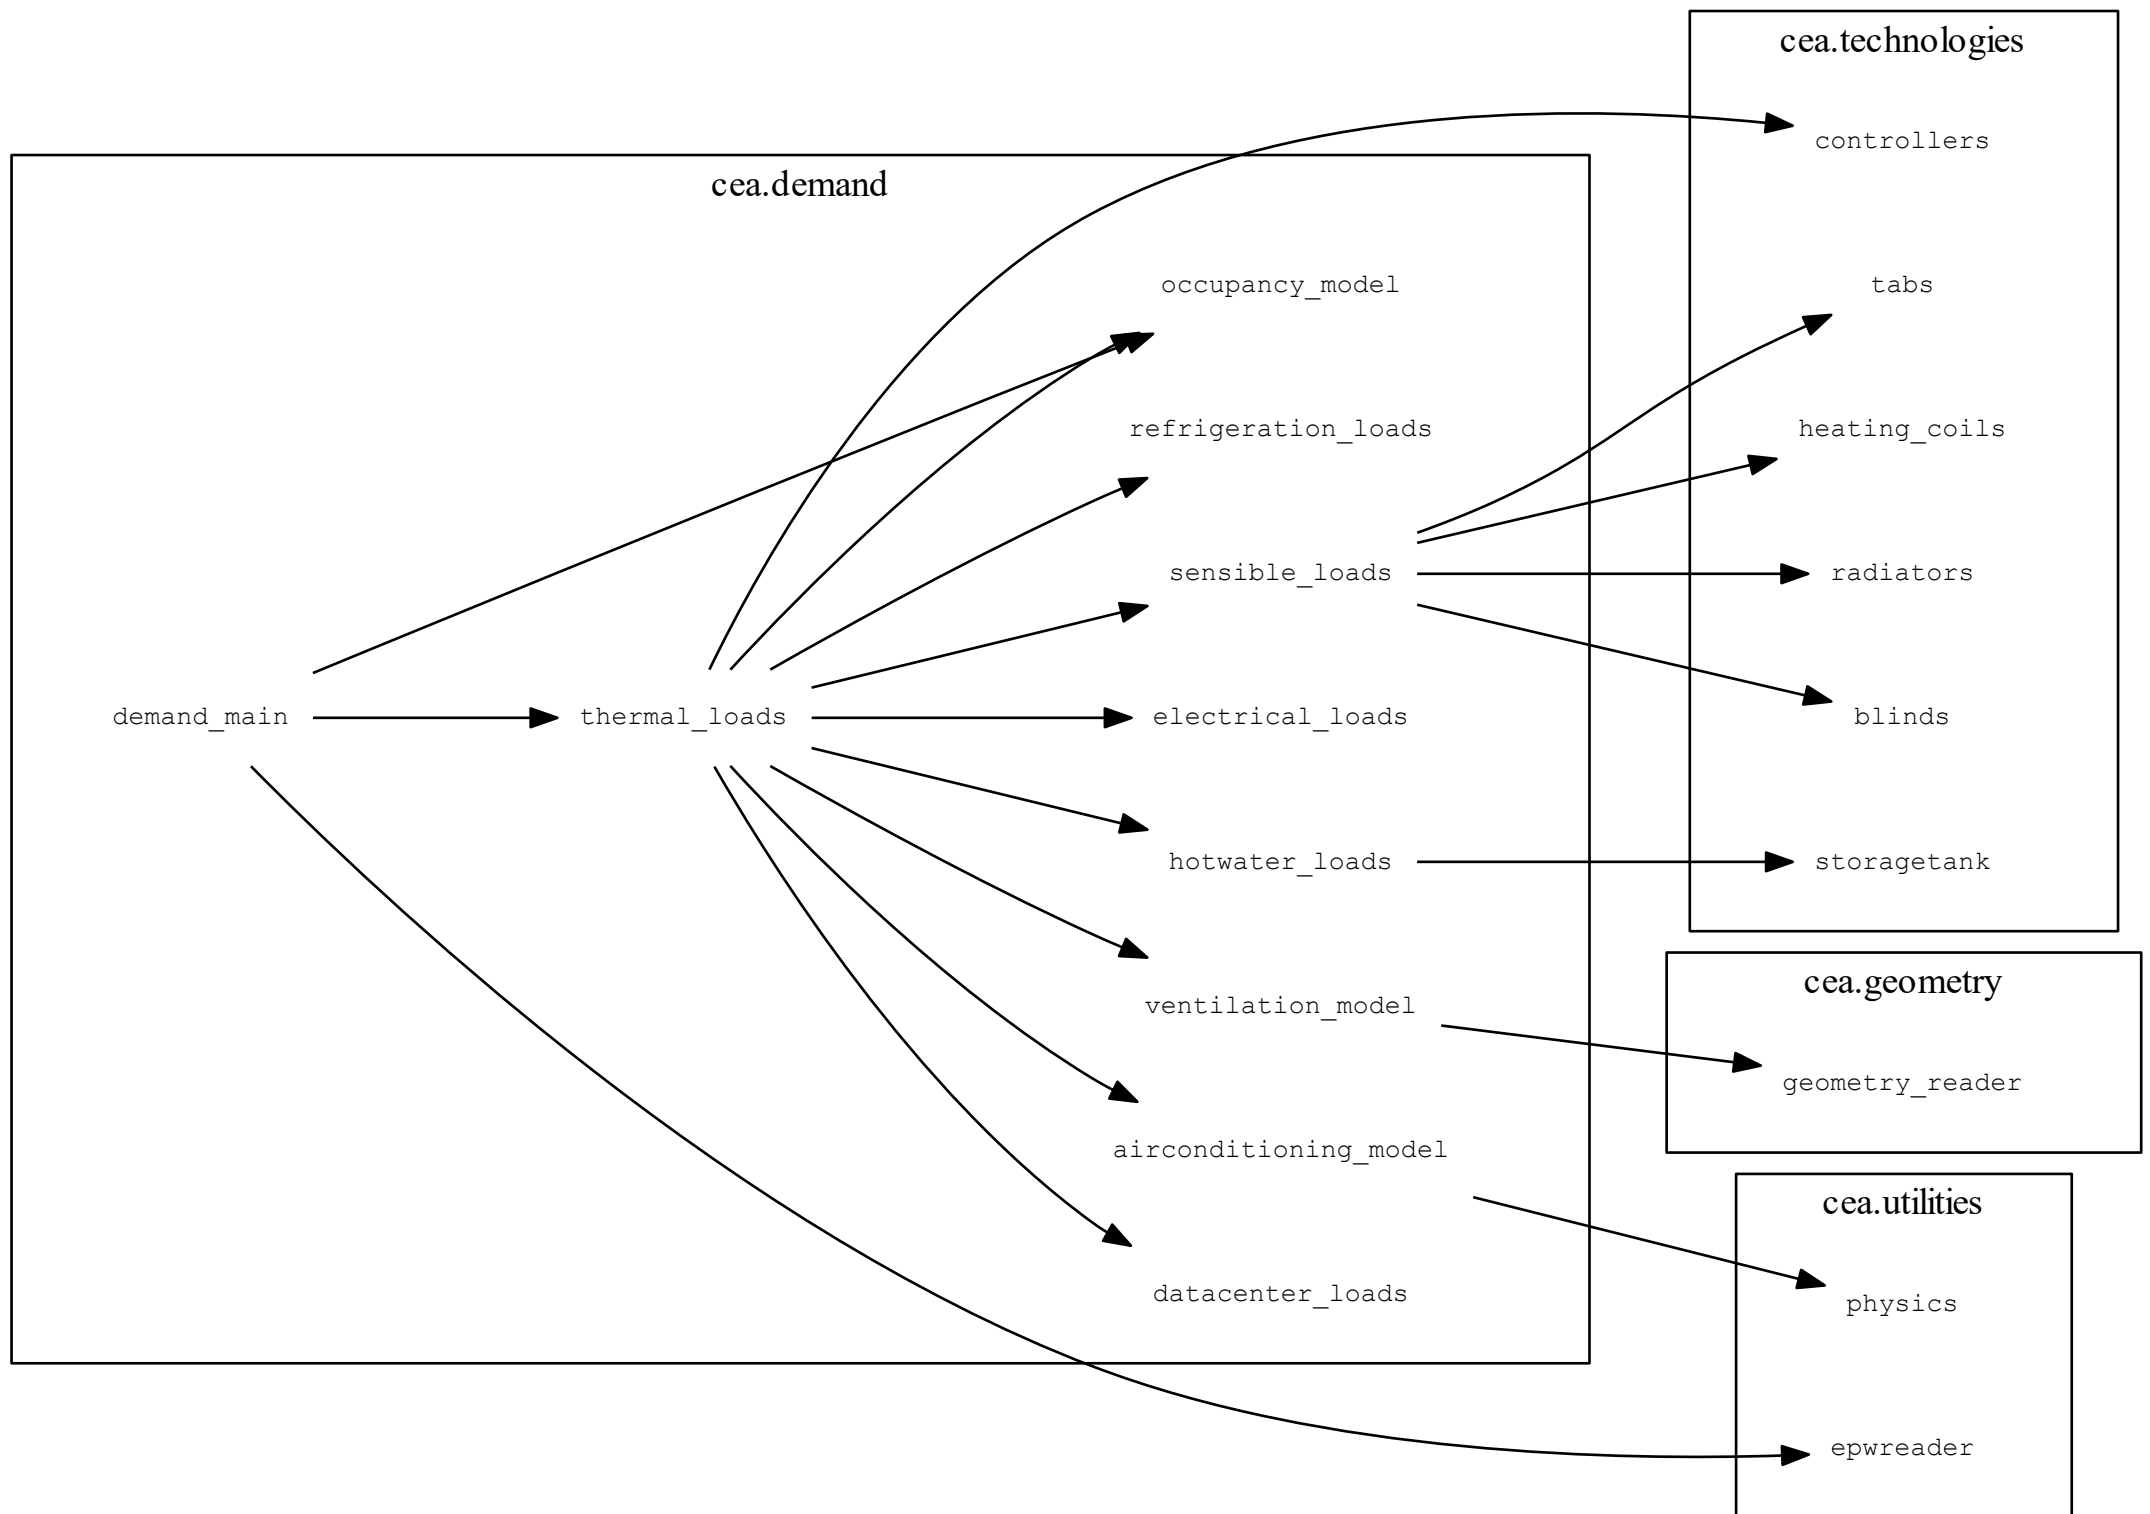 cea.technologies
controllers
cea.demand
occupancy_model
tabs
refrigeration_loads
heating_coils
sensible_loads
radiators
demand_main
thermal_loads
electrical_loads
blinds
hotwater_loads
storagetank
cea.geometry
ventilation_model
geometry_reader
airconditioning_model
cea.utilities
datacenter_loads
physics
epwreader